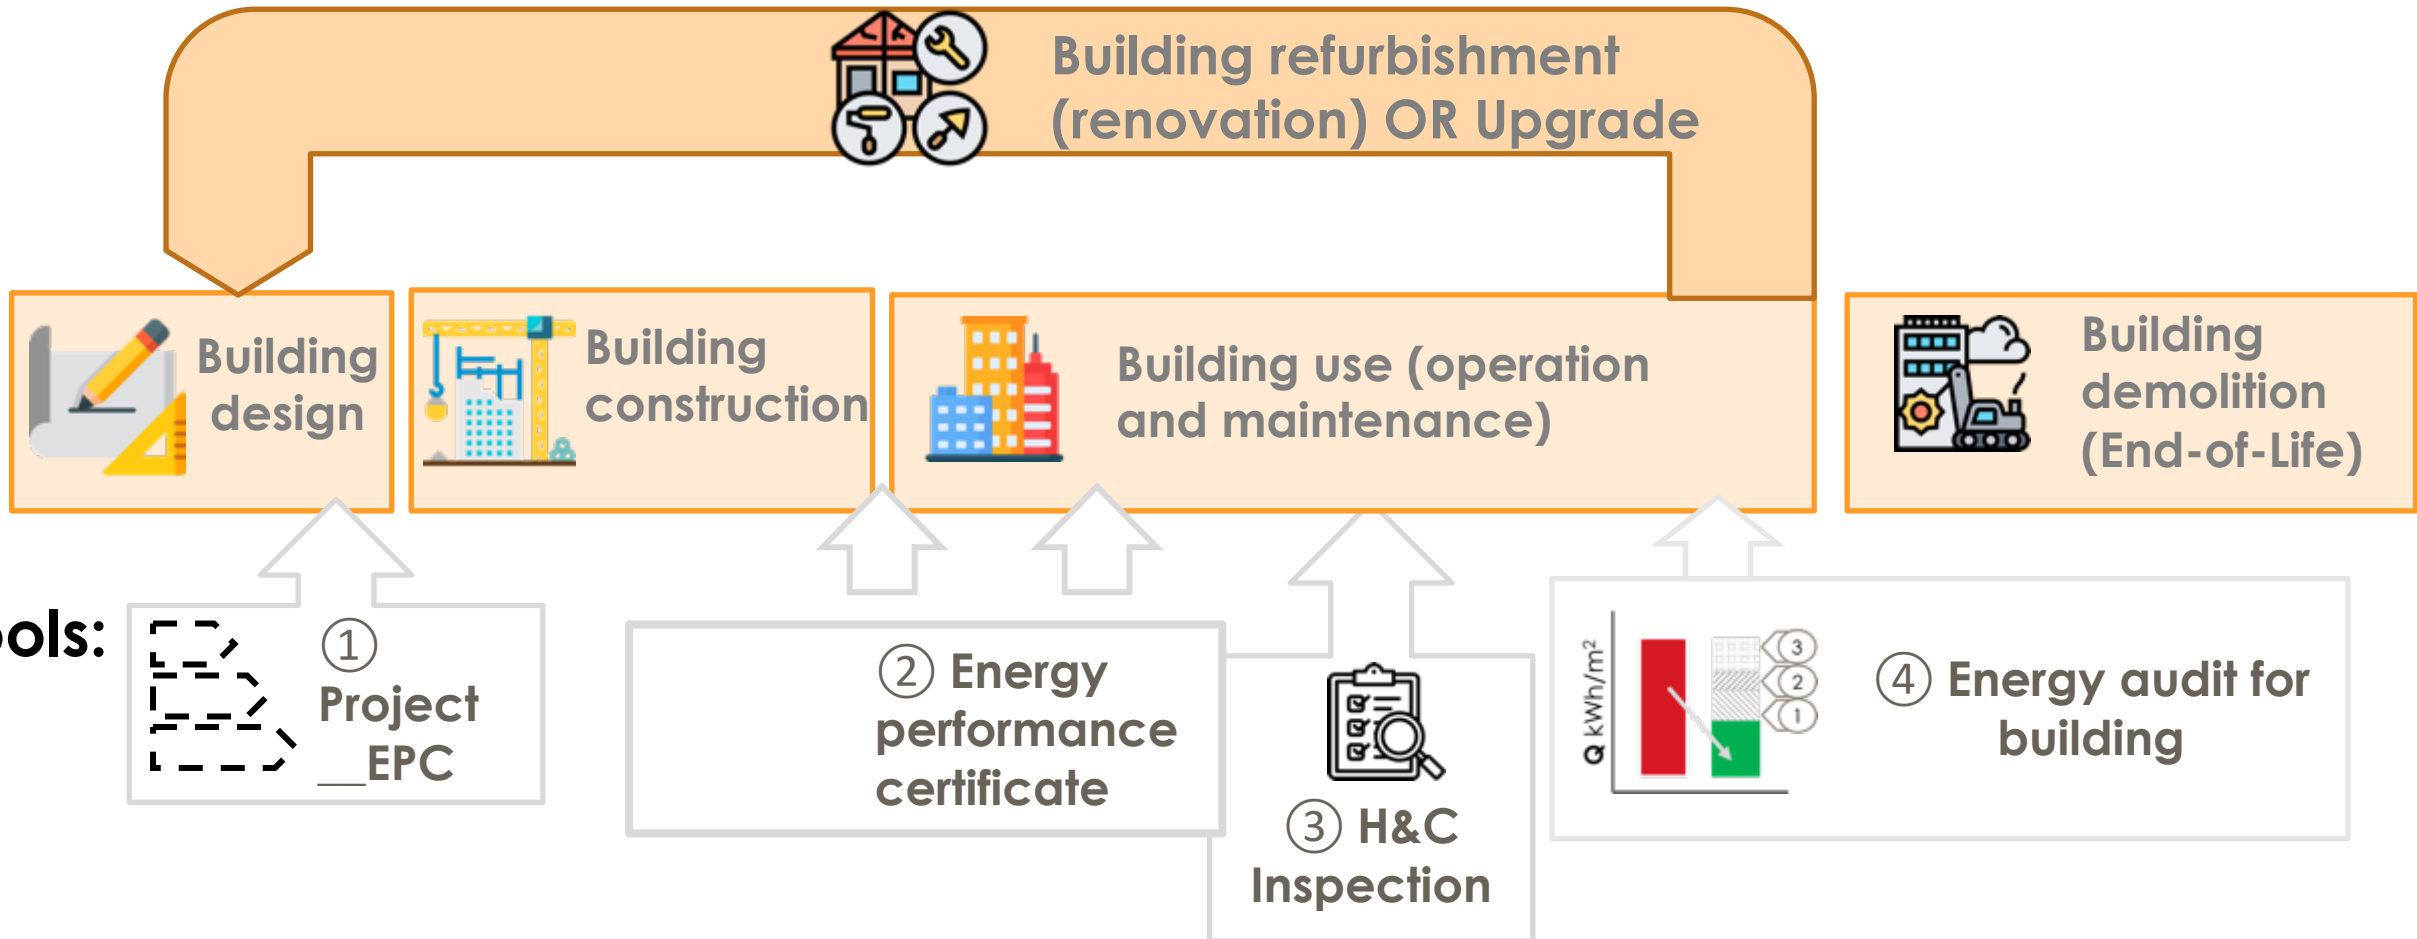 Building refurbishment
(renovation) OR Upgrade
Building
design
Building
construction
Building use (operation
and maintenance)
Building
demolition
(End-of-Life)
ools:
①
Project
__EPC
② Energy
performance
certificate
③ H&C
Inspection
Q kWh/m²
3
2
1
④ Energy audit for
building